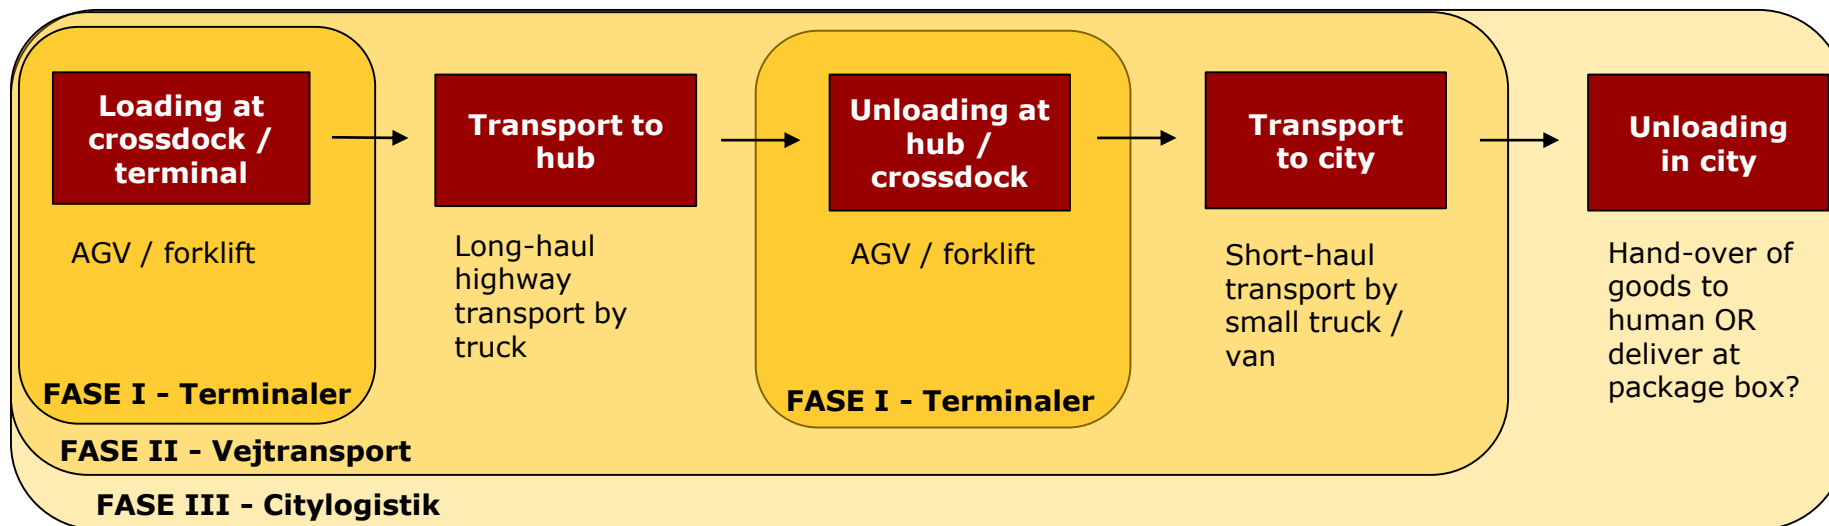 Loading at
crossdock /
terminal
Transport to
hub
Unloading at
hub /
crossdock
Transport
to city
Unloading
in city
AGV / forklift
Long-haul
highway
transport by
truck
AGV / forklift
Short-haul
transport by
small truck /
van
Hand-over of
goods to
human OR
deliver at
package box?
FASE I - Terminaler
FASE I - Terminaler
FASE II - Vejtransport
FASE III - Citylogistik